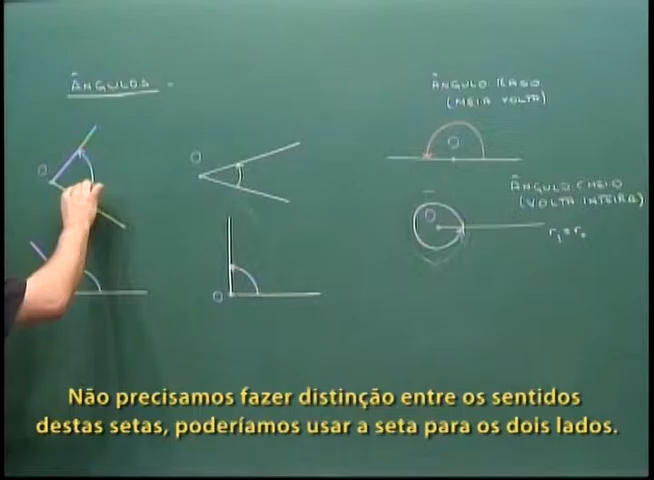 ÂNGULOS
ÂNGULO RASO
(MEIA VOLTA)
O
O
O
ÂNGULO CHEIO
(VOLTA INTEIRA)
O
O
Não precisamos fazer distinção entre os sentidos
destas setas, poderíamos usar a seta para os dois lados.